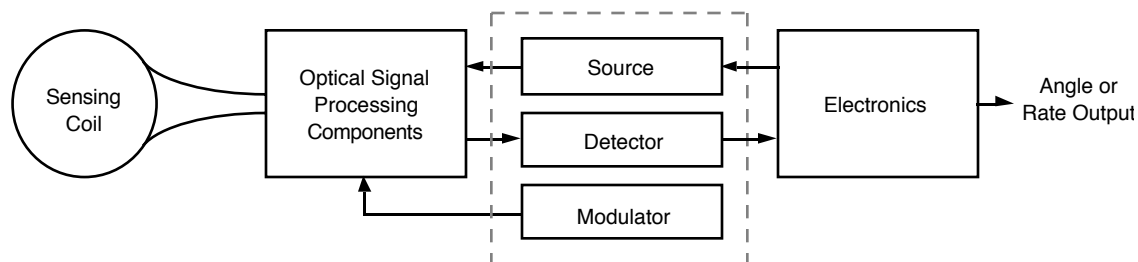 Sensing
Coil
Optical Signal
Processing
Components
Source
Detector
Modulator
Electronics
Angle or
Rate Output